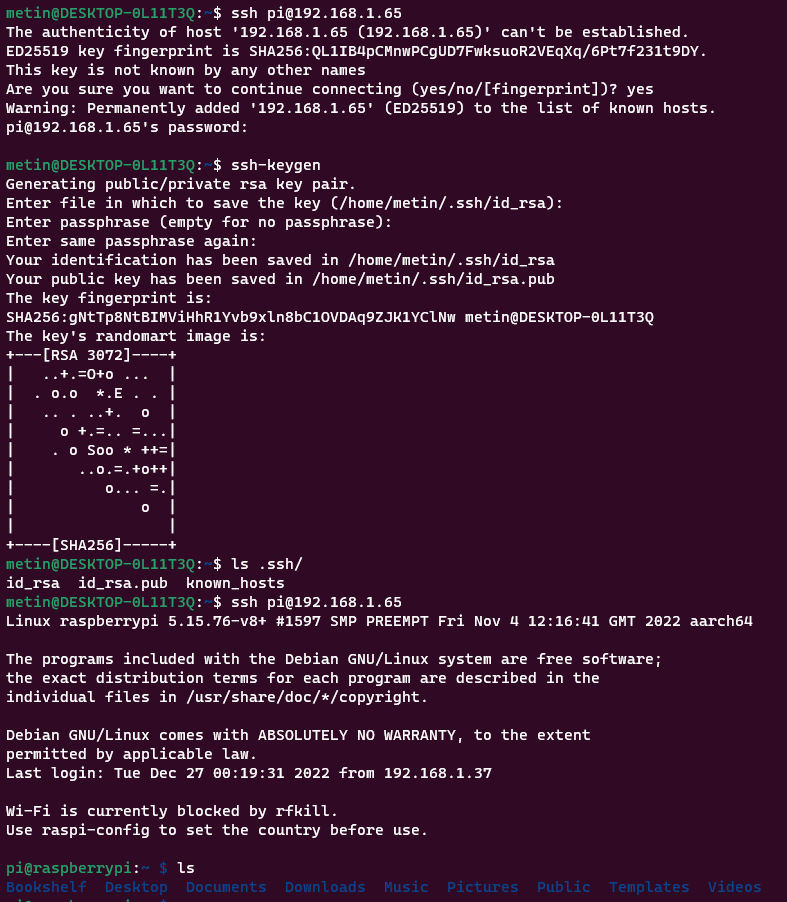 metin@DESKTOP-0L11T3Q:~$ ssh pi@192.168.1.65
The authenticity of host '192.168.1.65 (192.168.1.65)' can't be established.
ED25519 key fingerprint is SHA256:QL1IB4pCMnwPCgUD7FwksuoR2VEqXq/6Pt7f231t9DY.
This key is not known by any other names
Are you sure you want to continue connecting (yes/no/[fingerprint])? yes
Warning: Permanently added '192.168.1.65' (ED25519) to the list of known hosts.
pi@192.168.1.65's password:

metin@DESKTOP-0L11T3Q:~$ ssh-keygen
Generating public/private rsa key pair.
Enter file in which to save the key (/home/metin/.ssh/id_rsa):
Enter passphrase (empty for no passphrase):
Enter same passphrase again:
Your identification has been saved in /home/metin/.ssh/id_rsa
Your public key has been saved in /home/metin/.ssh/id_rsa.pub
The key fingerprint is:
SHA256:gNtTp8NtBIMViHhR1Yvb9xln8bC1OVDAq9ZJK1YClNw metin@DESKTOP-0L11T3Q
The key's randomart image is:
+---[RSA 3072]----+
|   ..+.=O+o ...  |
|  . o.o  *.E . . |
|   .. . ..+.  o  |
|     o +.=.. =...|
|    . o Soo * ++=|
|       ..o.=.+o++|
|          o... =.|
|              o  |
|                 |
+----[SHA256]-----+
metin@DESKTOP-0L11T3Q:~$ ls .ssh/
id_rsa  id_rsa.pub  known_hosts
metin@DESKTOP-0L11T3Q:~$ ssh pi@192.168.1.65
Linux raspberrypi 5.15.76-v8+ #1597 SMP PREEMPT Fri Nov 4 12:16:41 GMT 2022 aarch64

The programs included with the Debian GNU/Linux system are free software;
the exact distribution terms for each program are described in the
individual files in /usr/share/doc/*/copyright.

Debian GNU/Linux comes with ABSOLUTELY NO WARRANTY, to the extent
permitted by applicable law.
Last login: Tue Dec 27 00:19:31 2022 from 192.168.1.37

Wi-Fi is currently blocked by rfkill.
Use raspi-config to set the country before use.

pi@raspberrypi:~ $ ls
Bookshelf  Desktop  Documents  Downloads  Music  Pictures  Public  Templates  Videos